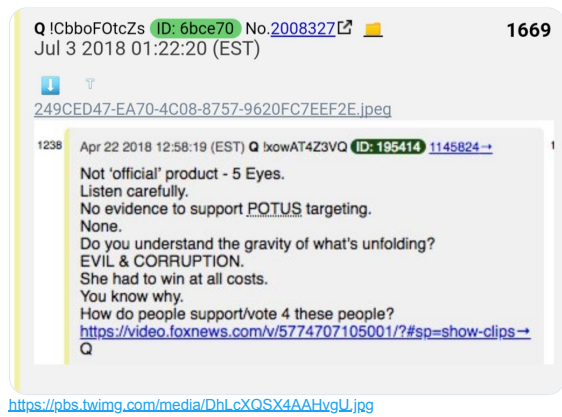 Q !CbboFOtcZs ID: 6bce70 No.2008327 1669
Jul 3 2018 01:22:20 (EST)
T
249CED47-EA70-4C08-8757-9620FC7EEF2E.jpeg
1238 Apr 22 2018 12:58:19 (EST) Q !xowAT4Z3VQ ID: 195414 1145824→ 1
Not ‘official’ product - 5 Eyes.
Listen carefully.
No evidence to support POTUS targeting.
None.
Do you understand the gravity of what's unfolding?
EVIL & CORRUPTION.
She had to win at all costs.
You know why.
How do people support/vote 4 these people?
https://video.foxnews.com/v/5774707105001/?#sp=show-clips→
Q
https://pbs.twimg.com/media/DhLcXQSX4AAHvgU.jpg